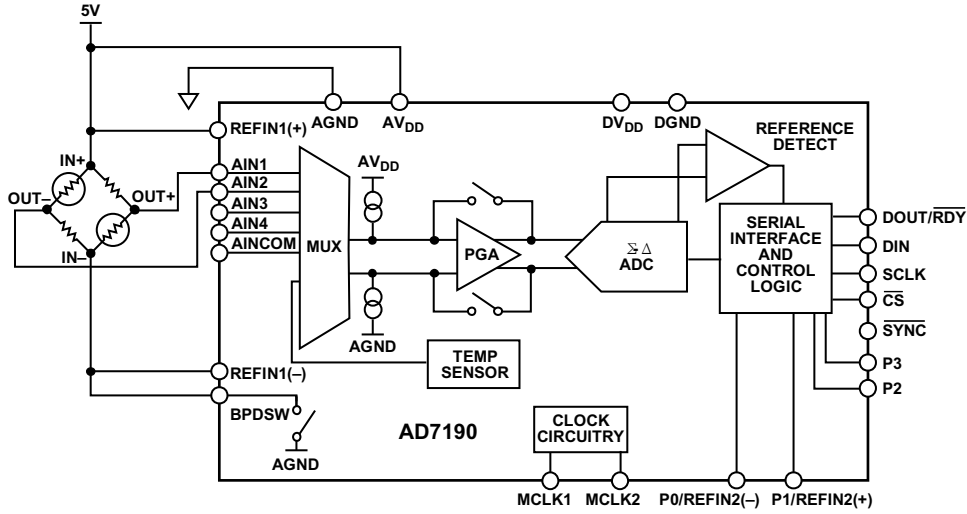 5V
AGND
AVDD
DVDD
DGND
REFIN1(+)
REFERENCE
DETECT
IN+
OUT–
OUT+
IN–
AIN1
AIN2
AIN3
AIN4
AINCOM
MUX
AVDD
AGND
PGA
Σ-Δ
ADC
SERIAL
INTERFACE
AND
CONTROL
LOGIC
DOUT/RDY
DIN
SCLK
CS
SYNC
P3
P2
TEMP
SENSOR
REFIN1(–)
BPDSW
AGND
AD7190
CLOCK
CIRCUITRY
MCLK1
MCLK2
P0/REFIN2(–)
P1/REFIN2(+)